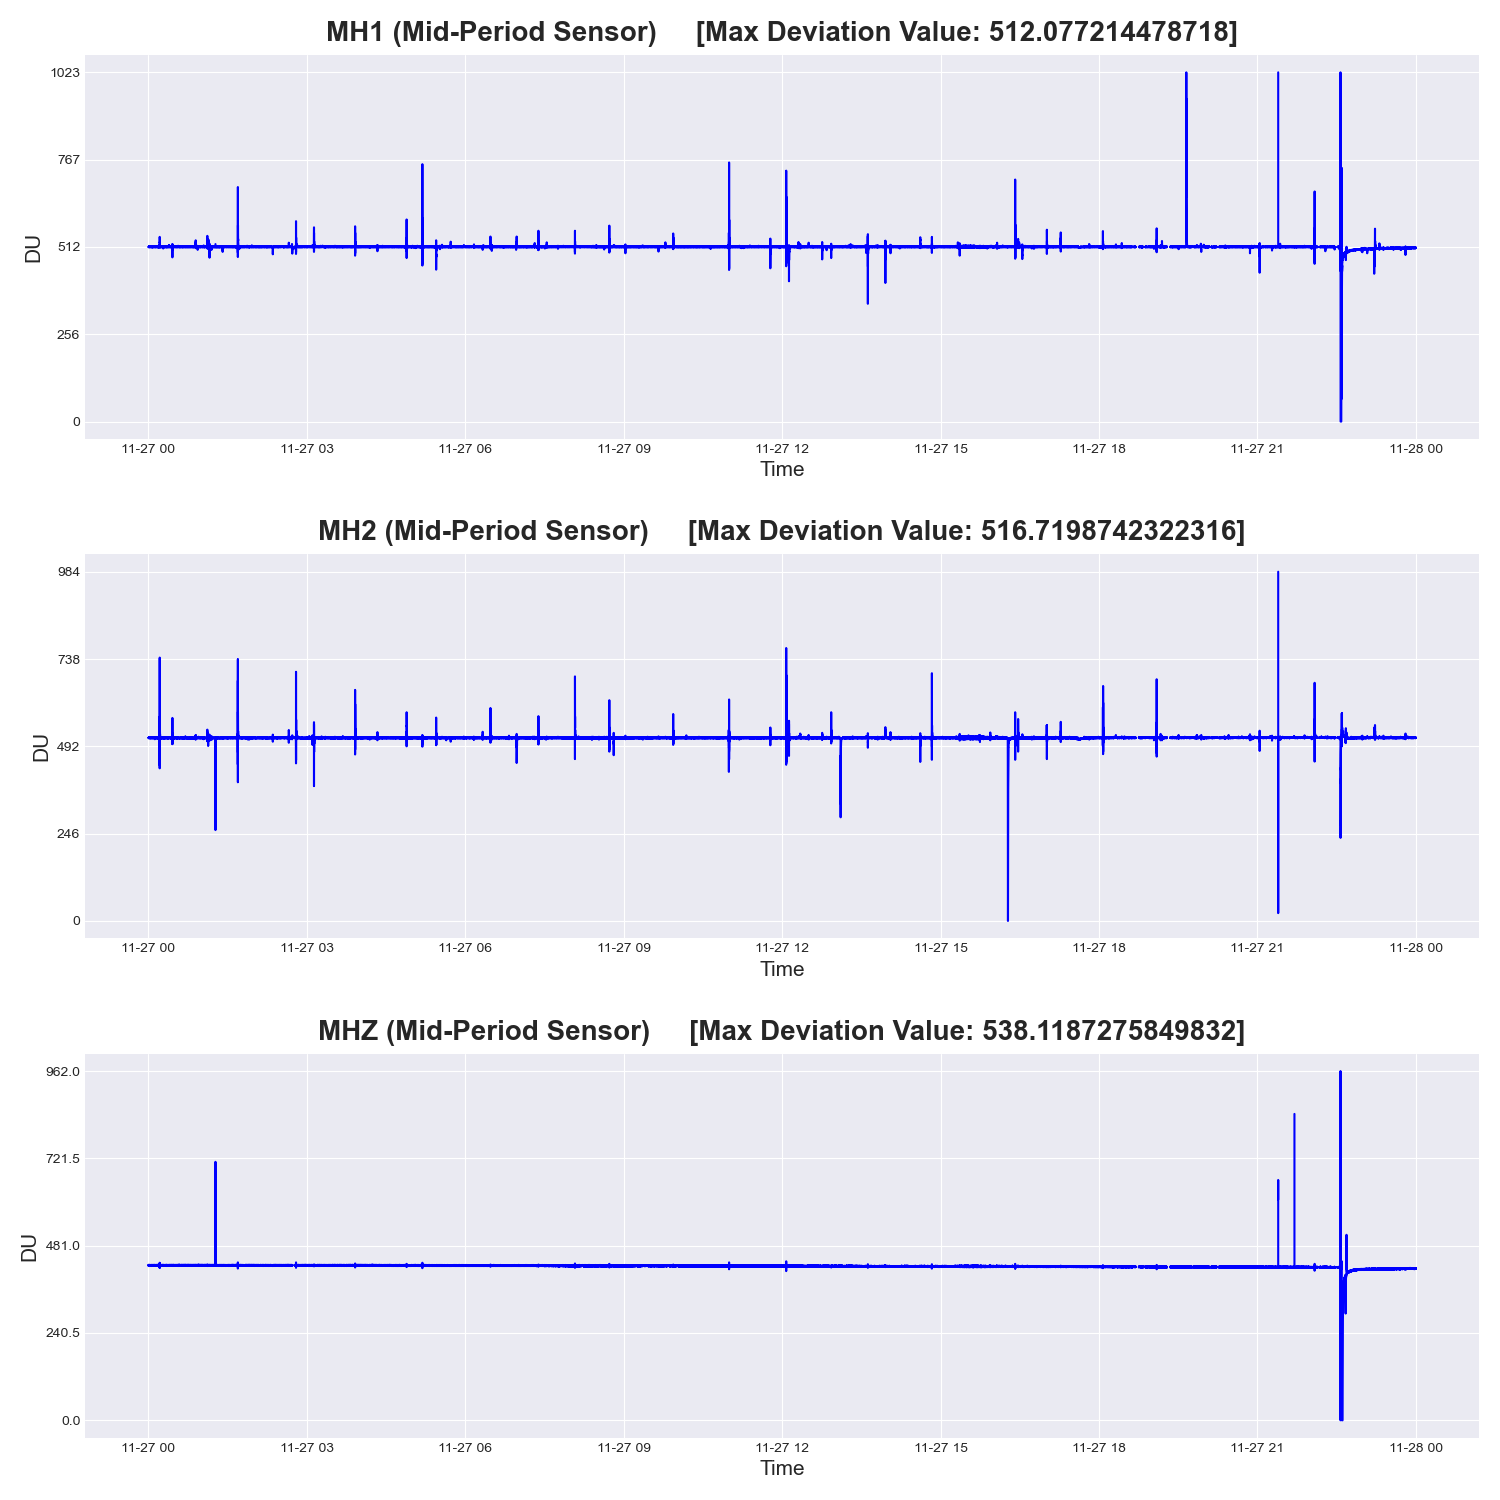 MH1 (Mid-Period Sensor) [Max Deviation Value: 512.077214478718]
1023
767
512
256
0
DU
11-27 00 11-27 03 11-27 06 11-27 09 11-27 12 11-27 15 11-27 18 11-27 21 11-28 00
Time
MH2 (Mid-Period Sensor) [Max Deviation Value: 516.7198742322316]
984
738
492
246
0
DU
11-27 00 11-27 03 11-27 06 11-27 09 11-27 12 11-27 15 11-27 18 11-27 21 11-28 00
Time
MHZ (Mid-Period Sensor) [Max Deviation Value: 538.1187275849832]
962.0
721.5
481.0
240.5
0.0
DU
11-27 00 11-27 03 11-27 06 11-27 09 11-27 12 11-27 15 11-27 18 11-27 21 11-28 00
Time